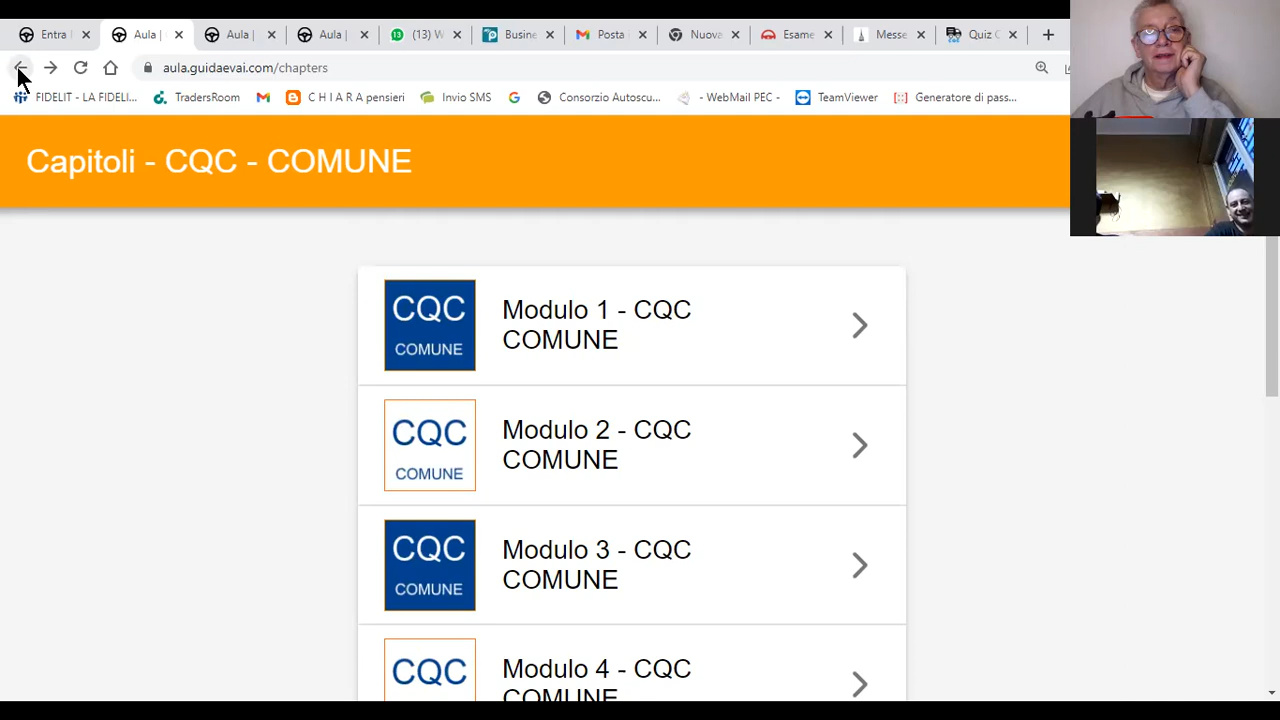 Entra
Aula |
Aula |
Aula |
(13) W
Busine
Posta
Nuova
Esame
Messe
Quiz C
aula.guidaevai.com/chapters
FIDELIT - LA FIDELI...
TradersRoom
C H I A R A pensieri
Invio SMS
Consorzio Autoscu...
- WebMail PEC -
TeamViewer
Generatore di pass...
Capitoli - CQC - COMUNE
CQC
COMUNE
Modulo 1 - CQC
COMUNE
CQC
COMUNE
Modulo 2 - CQC
COMUNE
CQC
COMUNE
Modulo 3 - CQC
COMUNE
CQC
Modulo 4 - CQC
COMUNE